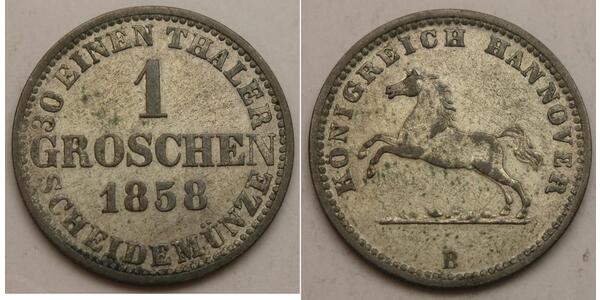 30 EINEN THALER
1
GROSCHEN
1858
SCHEIDEMÜNZE
KÖNIGREICH HANNOVER
B